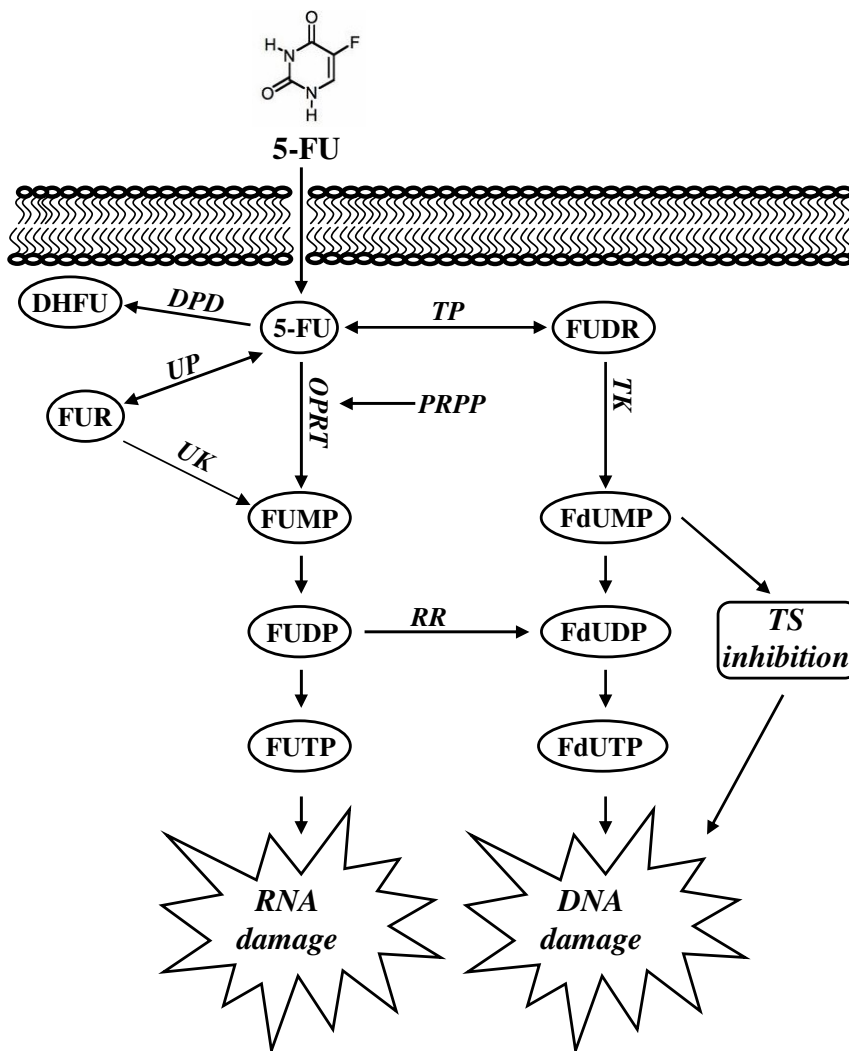 O
H
N
F
O
N
H
5-FU
DHFU
DPD
5-FU
TP
FUDR
UP
FUR
OPRT
PRPP
TK
UK
FUMP
FdUMP
FUDP
RR
FdUDP
TS
inhibition
FUTP
FdUTP
RNA
damage
DNA
damage